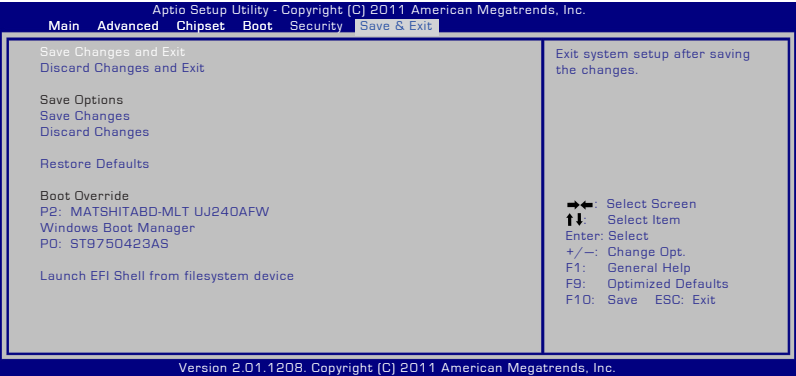 Aptio Setup Utility - Copyright (C) 2011 American Megatrends, Inc.
Main Advanced Chipset Boot Security Save & Exit
Save Changes and Exit
Discard Changes and Exit
Save Options
Save Changes
Discard Changes
Restore Defaults
Boot Override
P2: MATSHITABD-MLT UJ240AFW
Windows Boot Manager
P0: ST9750423AS
Launch EFI Shell from filesystem device
Exit system setup after saving
the changes.
→←: Select Screen
↑↓: Select Item
Enter: Select
+/—: Change Opt.
F1: General Help
F9: Optimized Defaults
F10: Save ESC: Exit
Version 2.01.1208. Copyright (C) 2011 American Megatrends, Inc.